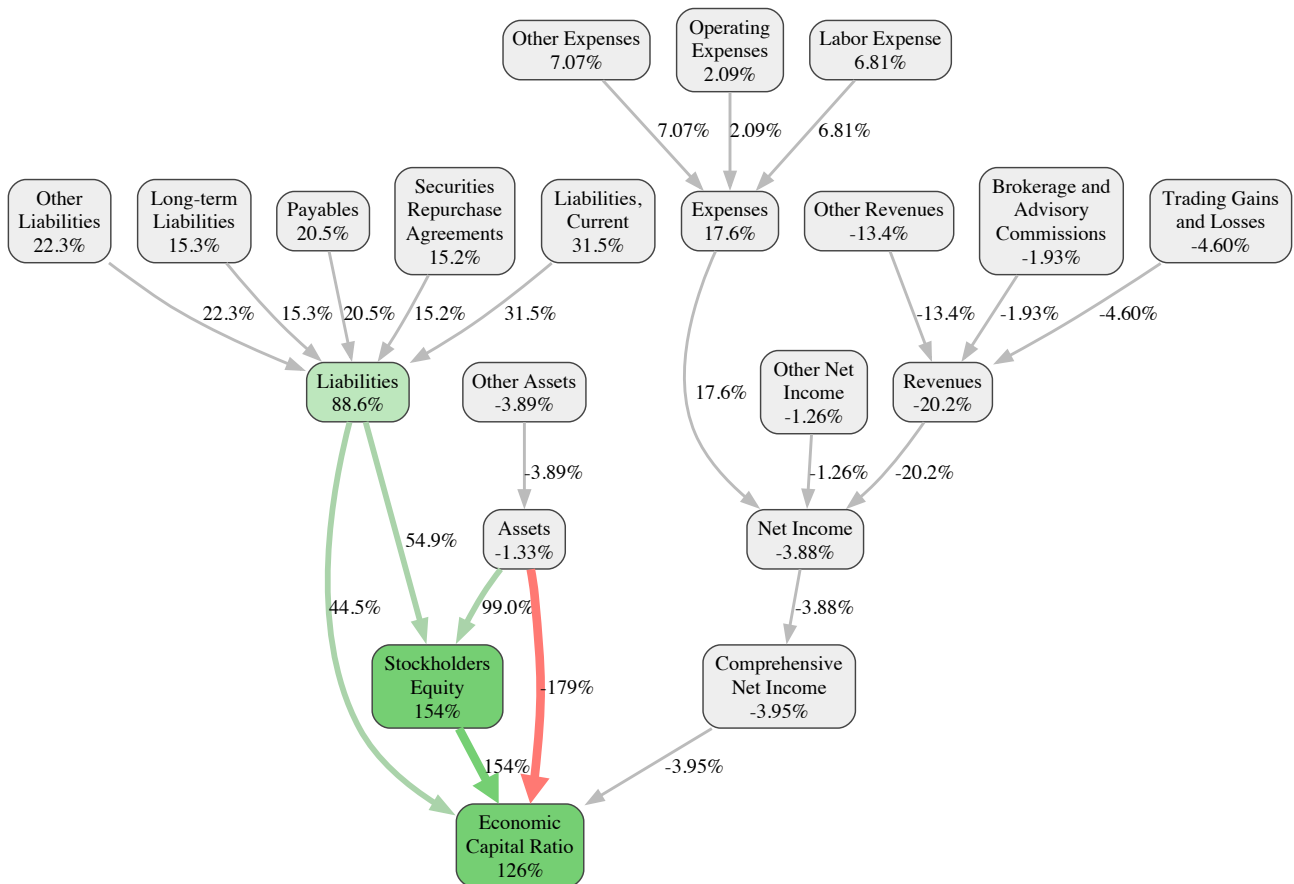 Other Expenses
7.07%
Operating
Expenses
2.09%
Labor Expense
6.81%
7.07%
2.09%
6.81%
Other
Liabilities
22.3%
Long-term
Liabilities
15.3%
Payables
20.5%
Securities
Repurchase
Agreements
15.2%
Liabilities,
Current
31.5%
Expenses
17.6%
Other Revenues
-13.4%
Brokerage and
Advisory
Commissions
-1.93%
Trading Gains
and Losses
-4.60%
22.3%
15.3%
20.5%
15.2%
31.5%
-13.4%
-1.93%
-4.60%
Liabilities
88.6%
Other Assets
-3.89%
17.6%
Other Net
Income
-1.26%
Revenues
-20.2%
-3.89%
-1.26%
-20.2%
Assets
-1.33%
Net Income
-3.88%
54.9%
44.5%
99.0%
-3.88%
Stockholders
Equity
154%
-179%
Comprehensive
Net Income
-3.95%
154%
-3.95%
Economic
Capital Ratio
126%